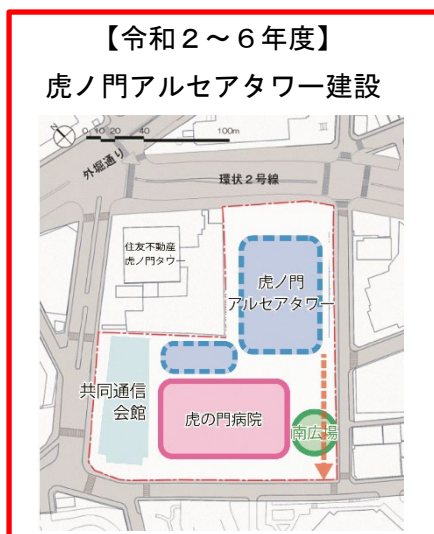 【令和２～６年度】
虎ノ門アルセアタワー建設
0 10 20 40 100m
外堀通り
環状２号線
住友不動産
虎ノ門タワー
虎ノ門
アルセアタワー
共同通信
会館
虎の門病院
南広場